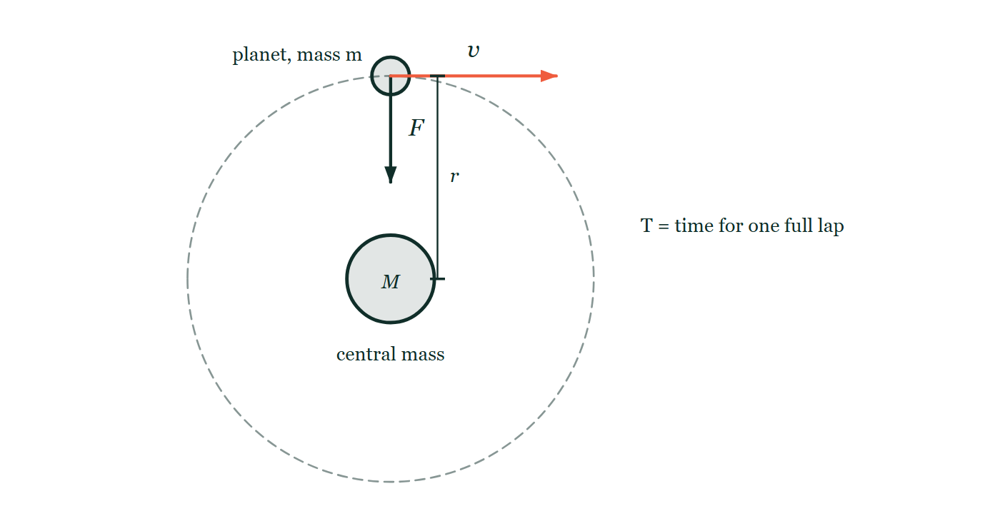 planet, mass m
v
F
r
T = time for one full lap
M
central mass